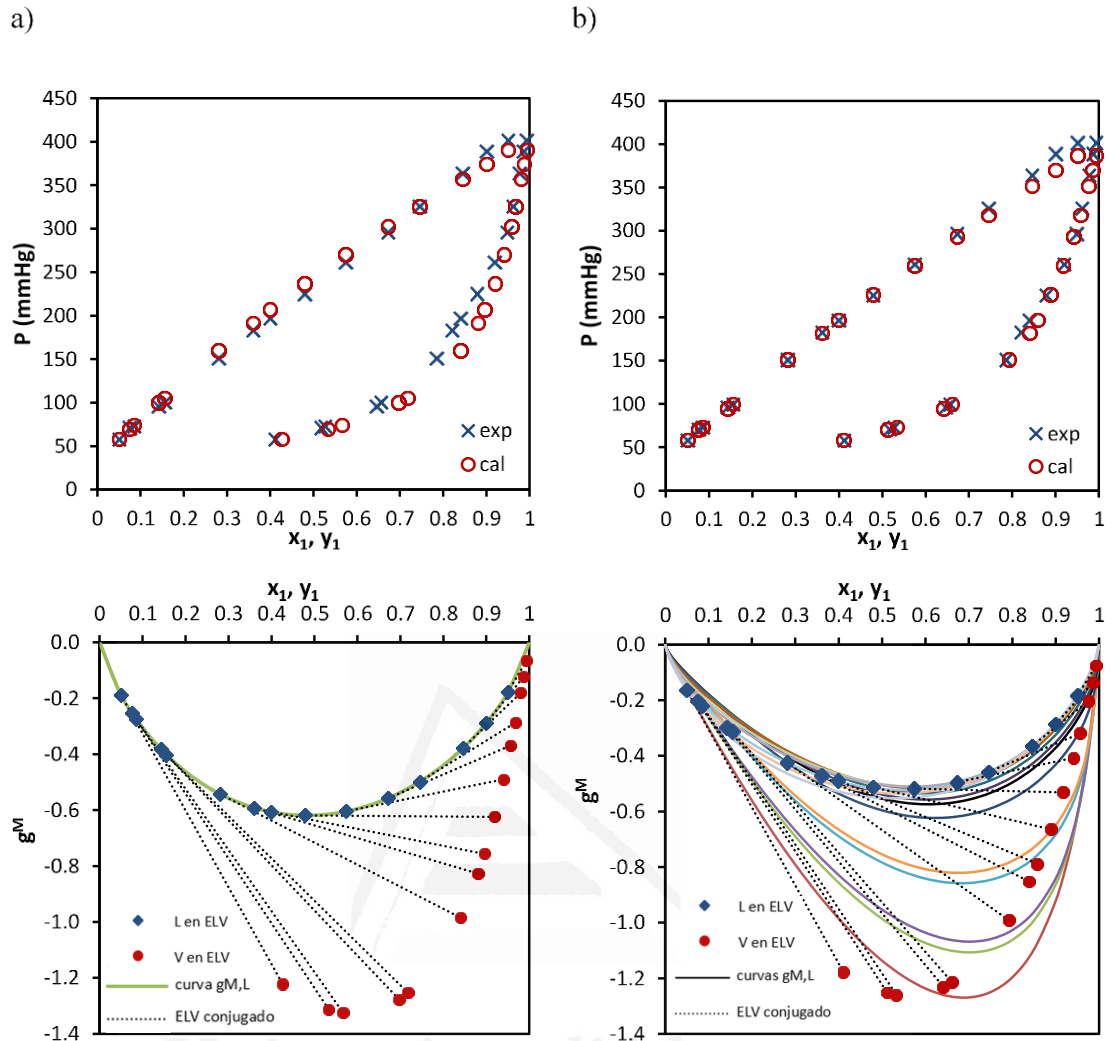 a)
b)
450
400
350
300
250
200
150
100
50
0
P (mmHg)
exp
cal
0 0.1 0.2 0.3 0.4 0.5 0.6 0.7 0.8 0.9 1
x1, y1
450
400
350
300
250
200
150
100
50
0
P (mmHg)
exp
cal
0 0.1 0.2 0.3 0.4 0.5 0.6 0.7 0.8 0.9 1
x1, y1
x1, y1
0 0.1 0.2 0.3 0.4 0.5 0.6 0.7 0.8 0.9 1
0.0
-0.2
-0.4
-0.6
-0.8
-1.0
-1.2
-1.4
gM
L en ELV
V en ELV
curva gM,L
ELV conjugado
x1, y1
0 0.1 0.2 0.3 0.4 0.5 0.6 0.7 0.8 0.9 1
0.0
-0.2
-0.4
-0.6
-0.8
-1.0
-1.2
-1.4
gM
L en ELV
V en ELV
curvas gM,L
ELV conjugado